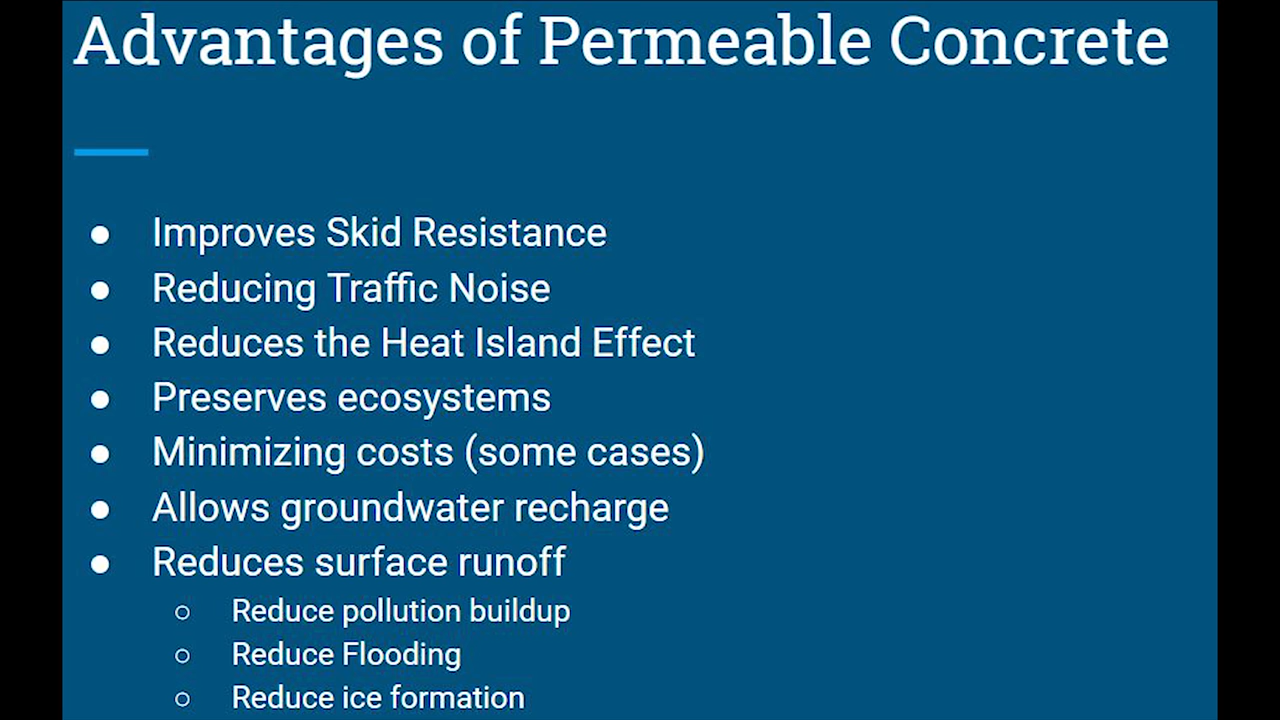 Advantages of Permeable Concrete
● Improves Skid Resistance
● Reducing Traffic Noise
● Reduces the Heat Island Effect
● Preserves ecosystems
● Minimizing costs (some cases)
● Allows groundwater recharge
● Reduces surface runoff
○ Reduce pollution buildup
○ Reduce Flooding
○ Reduce ice formation